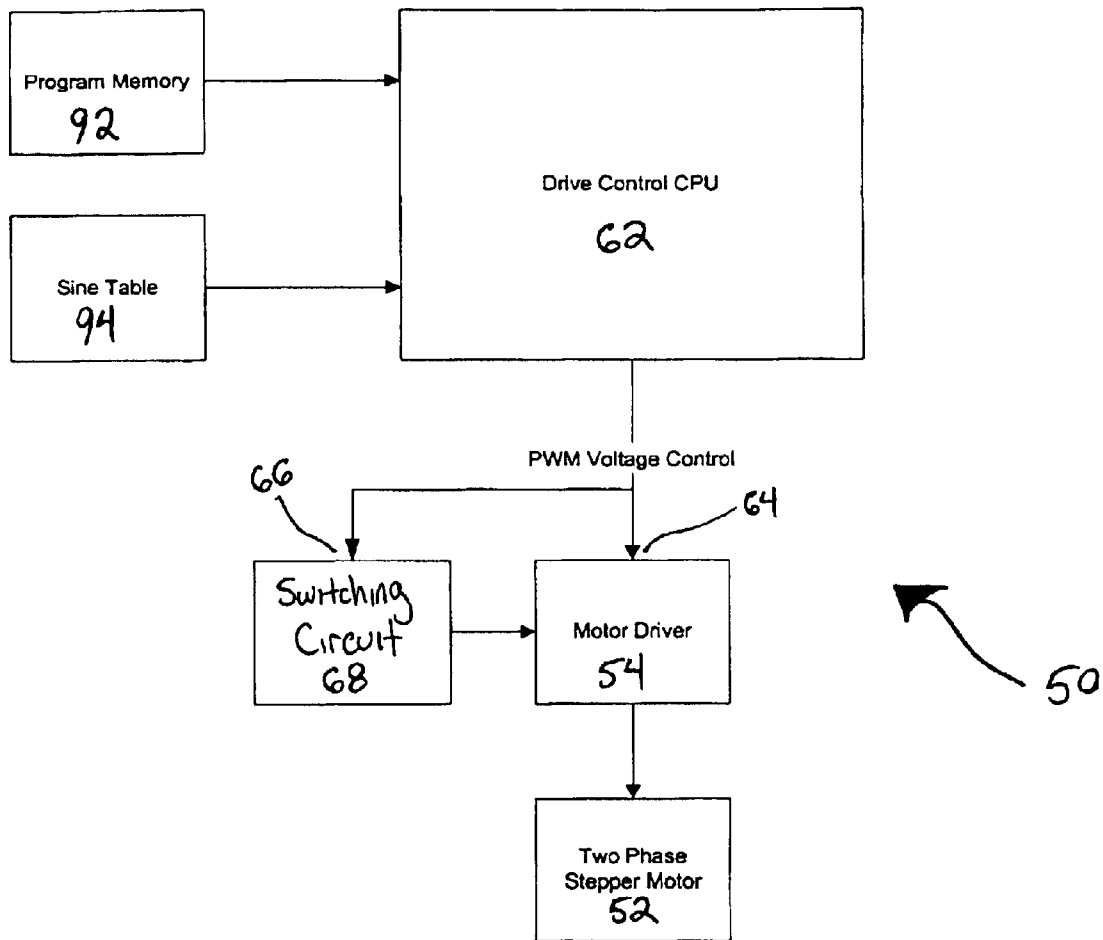 Program Memory
92
Drive Control CPU
62
Sine Table
94
PWM Voltage Control
66
64
Switching
Circuit
68
Motor Driver
54
50
Two Phase
Stepper Motor
52